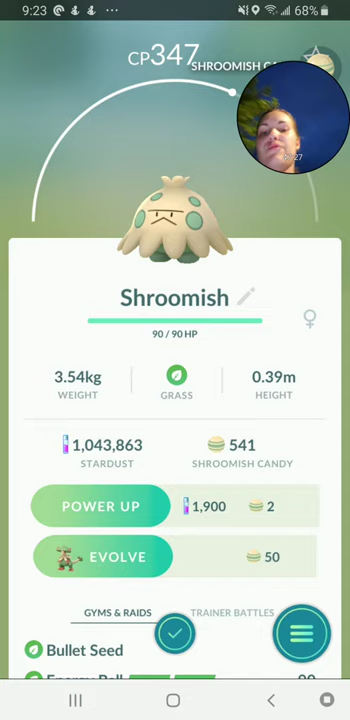 9:23 68%
CP347
SHROOMISH CA
Shroomish
90 / 90 HP
3.54kg
WEIGHT
GRASS
0.39m
HEIGHT
1,043,863
STARDUST
541
SHROOMISH CANDY
POWER UP 1,900 2
EVOLVE 50
GYMS & RAIDS TRAINER BATTLES
Bullet Seed